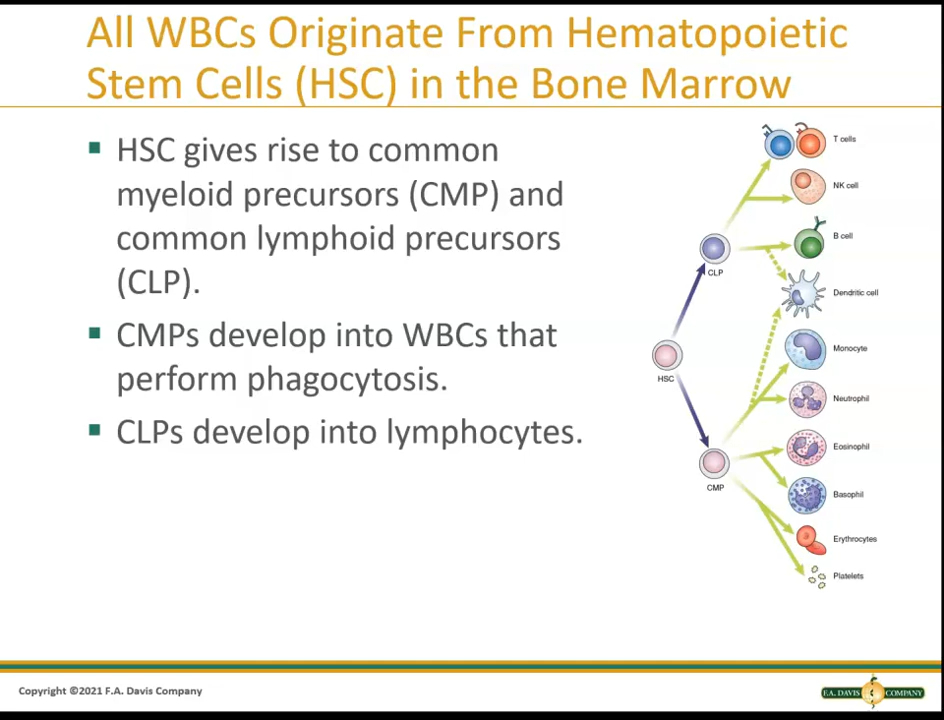 All WBCs Originate From Hematopoietic
Stem Cells (HSC) in the Bone Marrow
▪ HSC gives rise to common
myeloid precursors (CMP) and
common lymphoid precursors
(CLP).
▪ CMPs develop into WBCs that
perform phagocytosis.
▪ CLPs develop into lymphocytes.
T cells
NK cell
B cell
CLP
Dendritic cell
Monocyte
HSC
Neutrophil
Eosinophil
CMP
Basophil
Erythrocytes
Platelets
Copyright ©2021 F.A. Davis Company
F.A. DAVIS COMPANY